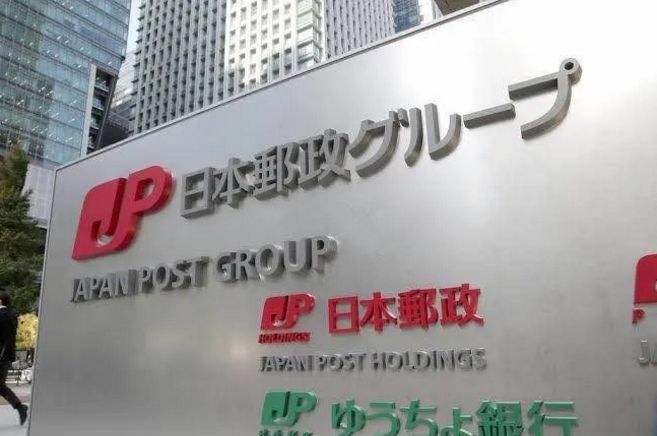 JP 日本郵政グループ
JAPAN POST GROUP
JP 日本郵政
HOLDINGS
JAPAN POST HOLDINGS
JP ゆうちょ銀行